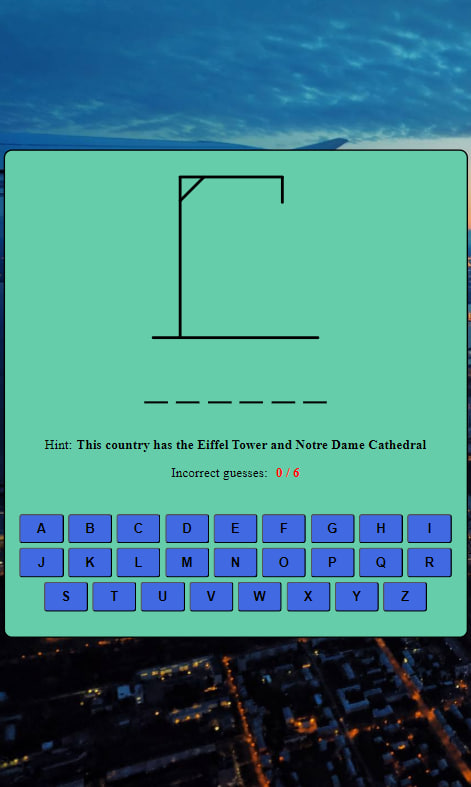 Hint: This country has the Eiffel Tower and Notre Dame Cathedral
Incorrect guesses: 0 / 6
A B C D E F G H I
J K L M N O P Q R
S T U V W X Y Z